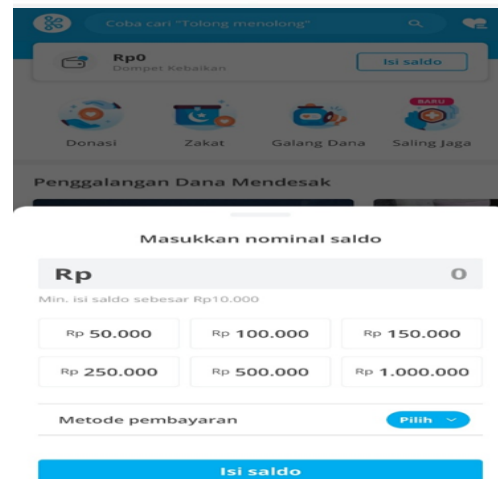 Coba cari "Tolong menolong"
Rp0
Dompet Kebaikan
Isi saldo
BARU
Donasi
Zakat
Galang Dana
Saling Jaga
Penggalangan Dana Mendesak
Masukkan nominal saldo
Rp 0
Min. isi saldo sebesar Rp10.000
Rp 50.000
Rp 100.000
Rp 150.000
Rp 250.000
Rp 500.000
Rp 1.000.000
Metode pembayaran
Pilih
Isi saldo